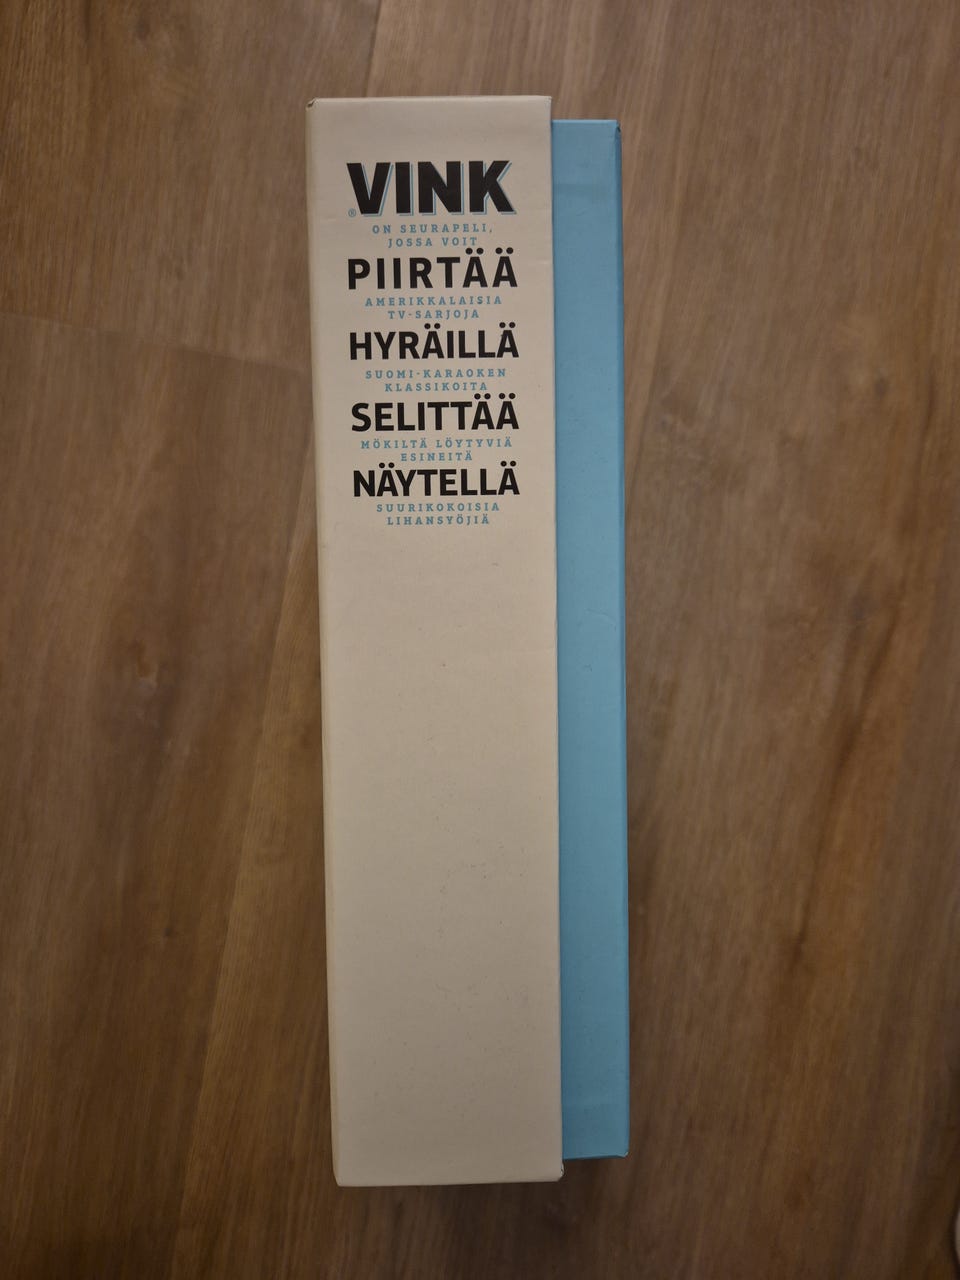 VINK
® ON SEURAPELI,
JOSSA VOIT
PIIRTÄÄ
AMERIKKALAISIA
TV-SARJOJA
HYRÄILLÄ
SUOMI-KARAOKEN
KLASSIKOITA
SELITTÄÄ
MÖKILTÄ LÖYTYVIÄ
ESINEITÄ
NÄYTELLÄ
SUURIKOKOISIA
LIHANSYÖJIÄ